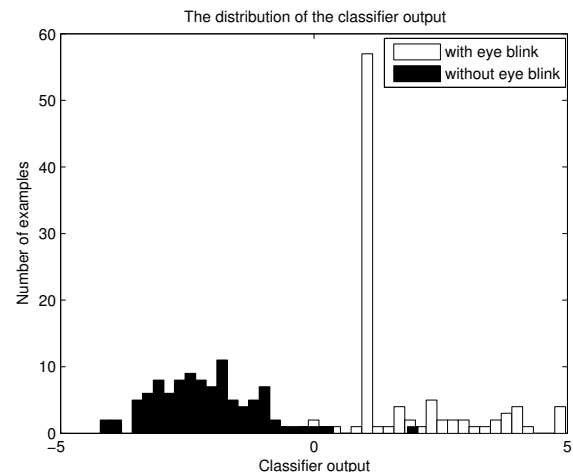 The distribution of the classifier output
60
50
40
30
20
10
0
Number of examples
with eye blink
without eye blink
−5
0
5
Classifier output